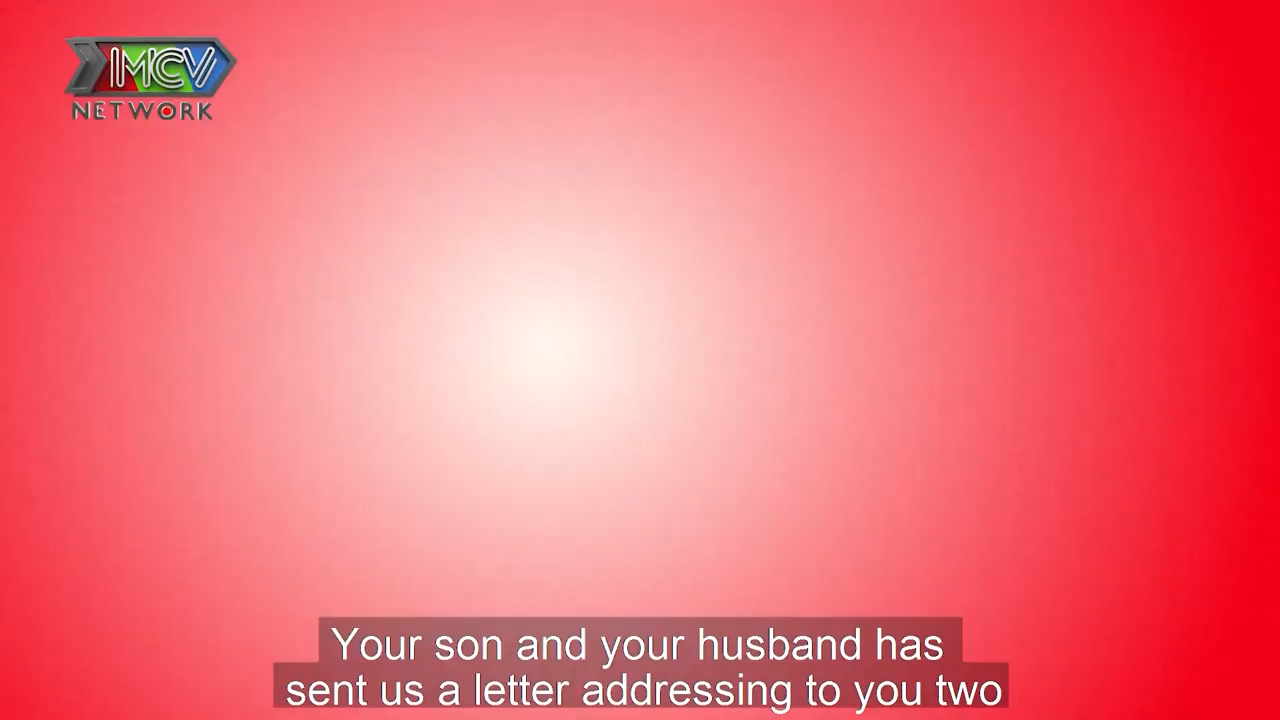 MCV
NETWORK
Your son and your husband has
sent us a letter addressing to you two